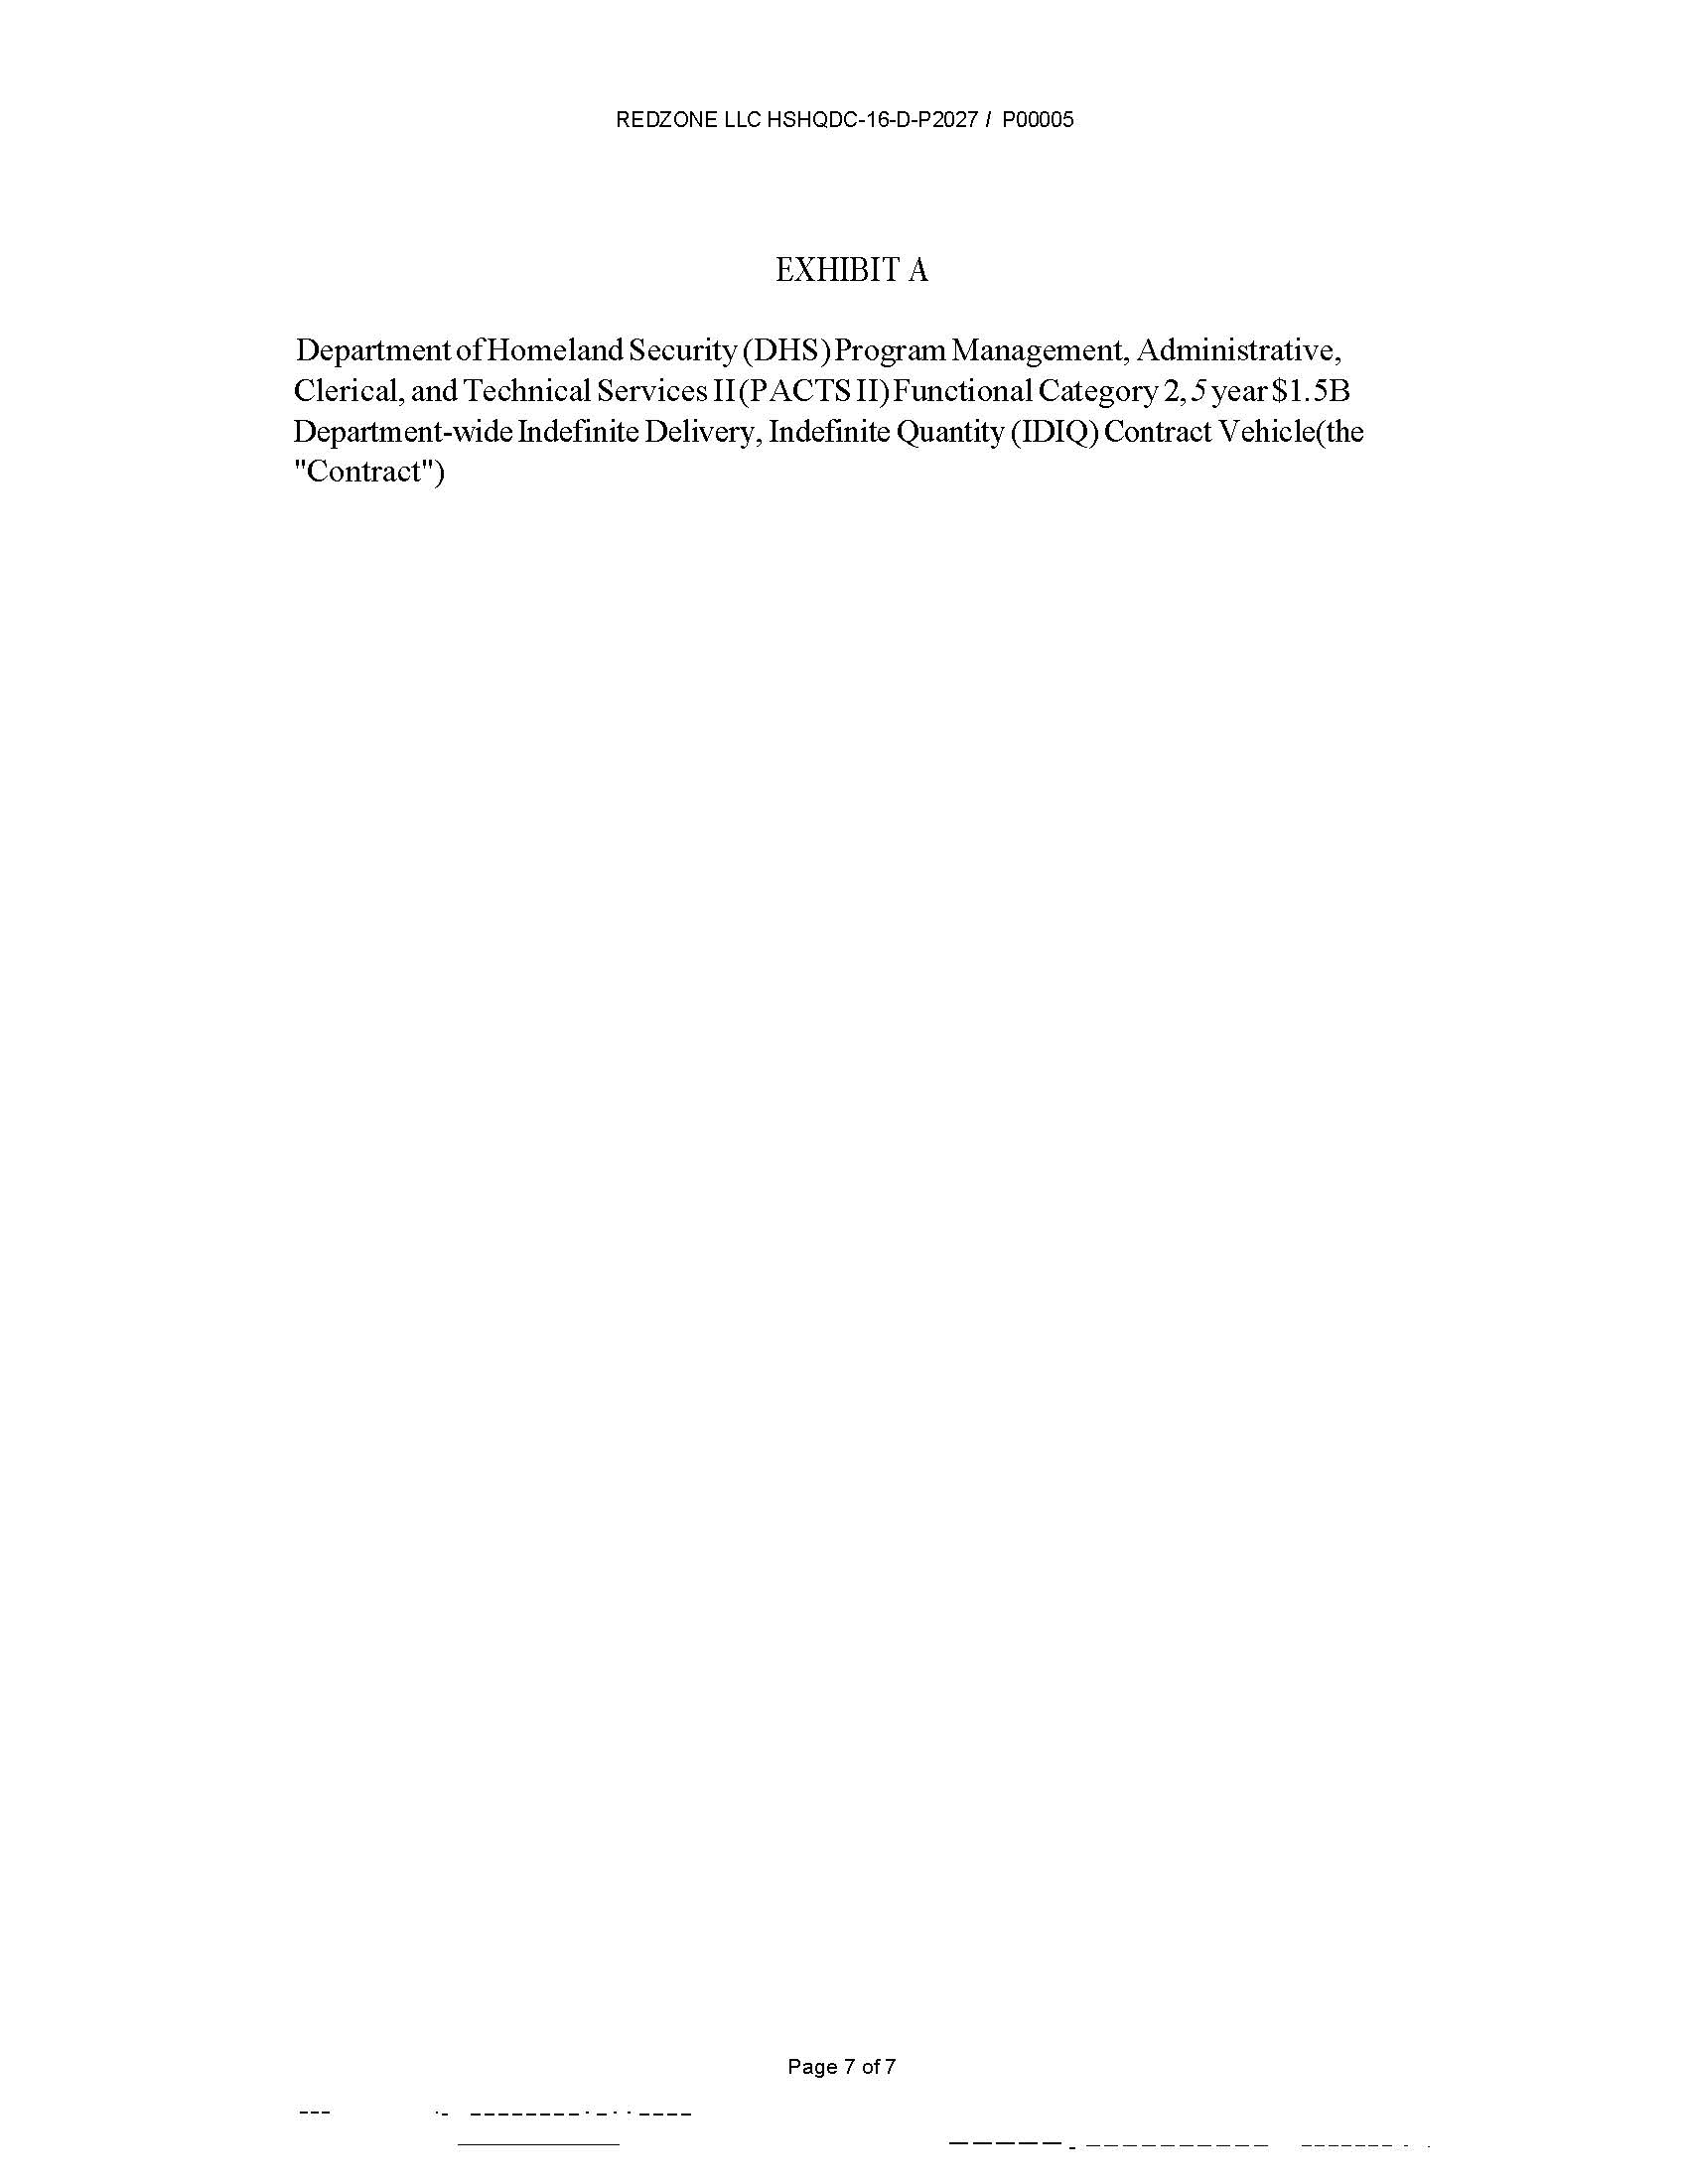 REDZONE LLC HSHQDC-16-D-P2027 / P00005
EXHIBIT A
Department of Homeland Security (DHS) Program Management, Administrative,
Clerical, and Technical Services II (PACTS II) Functional Category 2, 5 year $1.5B
Department-wide Indefinite Delivery, Indefinite Quantity (IDIQ) Contract Vehicle(the
"Contract")
Page 7 of 7